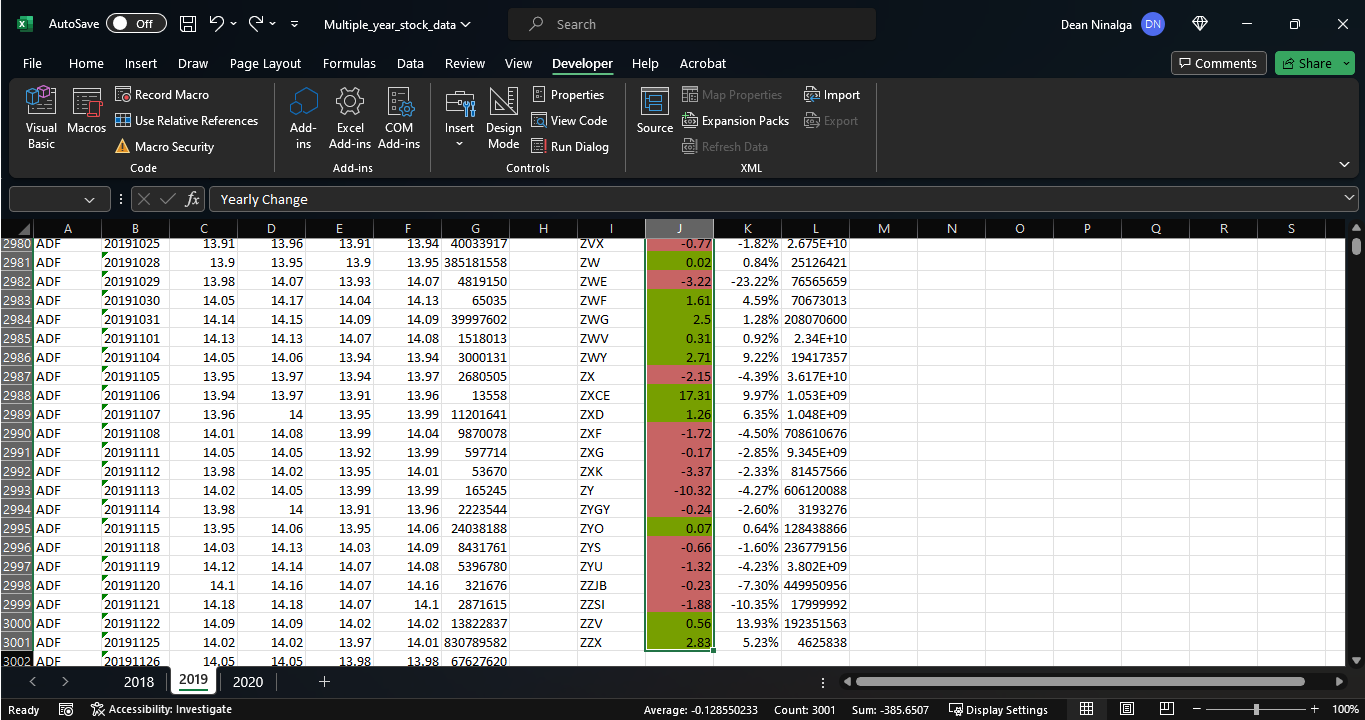 AutoSave Off Multiple_year_stock_data Search Dean Ninalga DN
File Home Insert Draw Page Layout Formulas Data Review View Developer Help Acrobat Comments Share
Visual Basic Macros Record Macro Use Relative References Macro Security Code
Add-ins Excel Add-ins COM Add-ins Add-ins
Insert Design Mode Properties View Code Run Dialog Controls
Source Map Properties Expansion Packs Refresh Data Import Export XML
fx Yearly Change
A B C D E F G H I J K L M N O P Q R S
2980 ADF 20191025 13.91 13.96 13.91 13.94 40033917 ZVX -0.77 -1.82% 2.675E+10
2981 ADF 20191028 13.9 13.95 13.9 13.95 385181558 ZW 0.02 0.84% 25126421
2982 ADF 20191029 13.98 14.07 13.93 14.07 4819150 ZWE -3.22 -23.22% 76565659
2983 ADF 20191030 14.05 14.17 14.04 14.13 65035 ZWF 1.61 4.59% 70673013
2984 ADF 20191031 14.14 14.15 14.09 14.09 39997602 ZWG 2.5 1.28% 208070600
2985 ADF 20191101 14.13 14.13 14.07 14.08 1518013 ZWV 0.31 0.92% 2.34E+10
2986 ADF 20191104 14.05 14.06 13.94 13.94 3000131 ZWY 2.71 9.22% 19417357
2987 ADF 20191105 13.95 13.97 13.94 13.97 2680505 ZX -2.15 -4.39% 3.617E+10
2988 ADF 20191106 13.94 13.97 13.91 13.96 13558 ZXCE 17.31 9.97% 1.053E+09
2989 ADF 20191107 13.96 14 13.95 13.99 11201641 ZXD 1.26 6.35% 1.048E+09
2990 ADF 20191108 14.01 14.08 13.99 14.04 9870078 ZXF -1.72 -4.50% 708610676
2991 ADF 20191111 14.05 14.05 13.92 13.99 597714 ZXG -0.17 -2.85% 9.345E+09
2992 ADF 20191112 13.98 14.02 13.95 14.01 53670 ZXK -3.37 -2.33% 81457566
2993 ADF 20191113 14.02 14.05 13.99 13.99 165245 ZY -10.32 -4.27% 606120088
2994 ADF 20191114 13.98 14 13.91 13.96 2223544 ZYGY -0.24 -2.60% 3193276
2995 ADF 20191115 13.95 14.06 13.95 14.06 24038188 ZYO 0.07 0.64% 128438866
2996 ADF 20191118 14.03 14.13 14.03 14.09 8431761 ZYS -0.66 -1.60% 236779156
2997 ADF 20191119 14.12 14.14 14.07 14.08 5396780 ZYU -1.32 -4.23% 3.802E+09
2998 ADF 20191120 14.1 14.16 14.07 14.16 321676 ZZJB -0.23 -7.30% 449950956
2999 ADF 20191121 14.18 14.18 14.07 14.1 2871615 ZZSI -1.88 -10.35% 17999992
3000 ADF 20191122 14.09 14.09 14.02 14.02 13822837 ZZV 0.56 13.93% 192351563
3001 ADF 20191125 14.02 14.02 13.97 14.01 830789582 ZZX 2.83 5.23% 4625838
3002 ADF 20191126 14.05 14.05 13.98 13.98 67627620
2018 2019 2020
Ready Accessibility: Investigate Average: -0.128550233 Count: 3001 Sum: -385.6507 Display Settings 100%